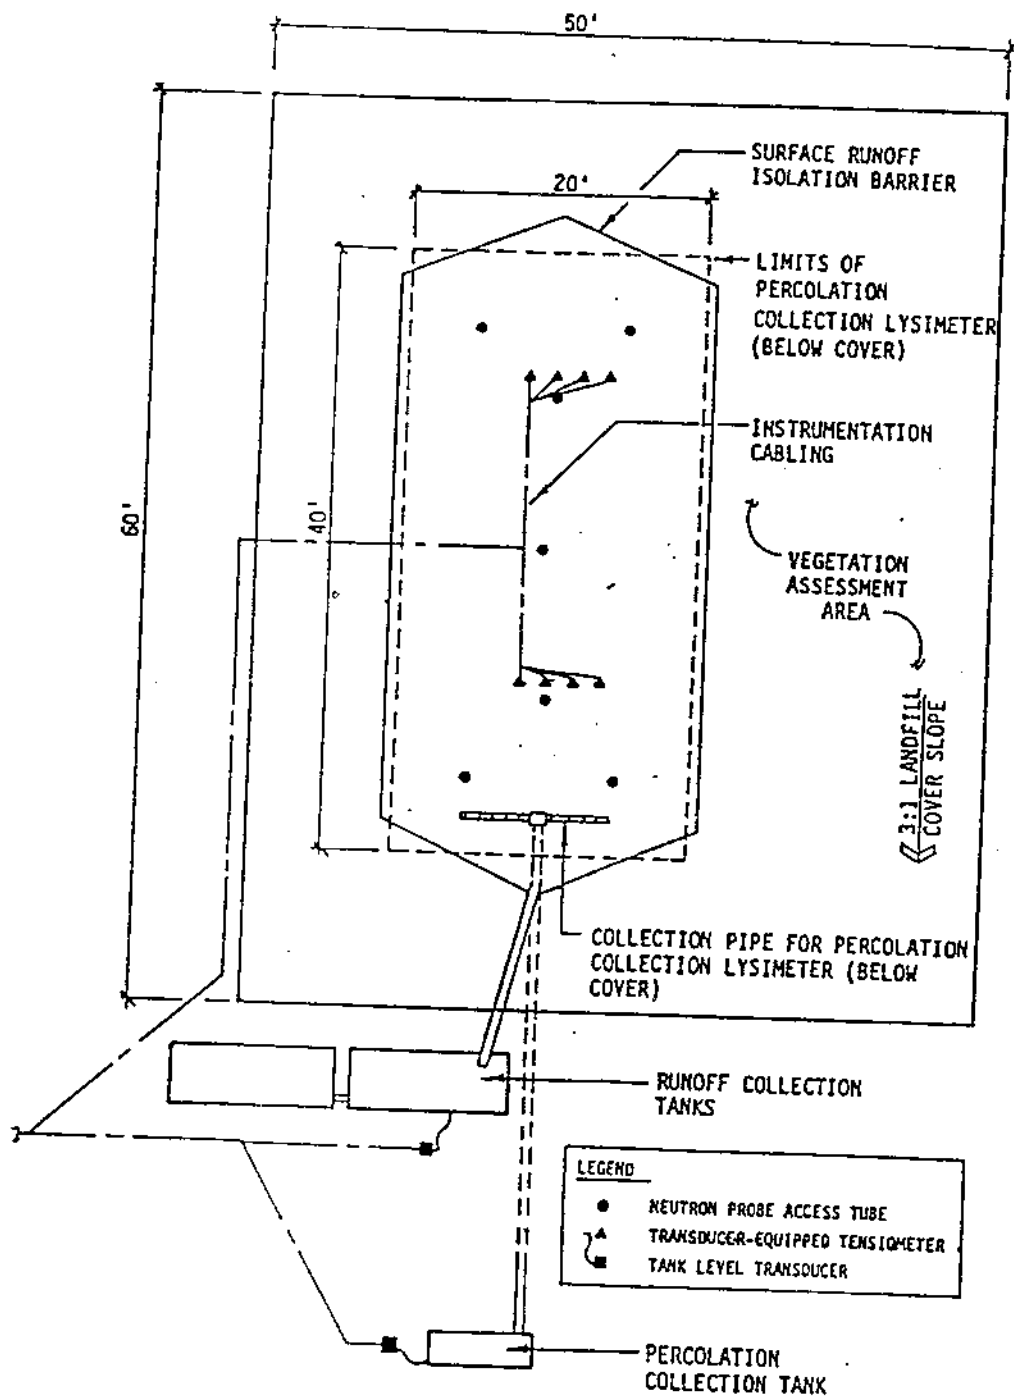 50'
SURFACE RUNOFF
ISOLATION BARRIER
20'
LIMITS OF
PERCOLATION
COLLECTION LYSIMETER
(BELOW COVER)
INSTRUMENTATION
CABLING
60'
40'
VEGETATION
ASSESSMENT
AREA
3:1 LANDFILL
COVER SLOPE
COLLECTION PIPE FOR PERCOLATION
COLLECTION LYSIMETER (BELOW
COVER)
RUNOFF COLLECTION
TANKS
LEGEND
NEUTRON PROBE ACCESS TUBE
TRANSDUCER-EQUIPPED TENSIOMETER
TANK LEVEL TRANSDUCER
PERCOLATION
COLLECTION TANK